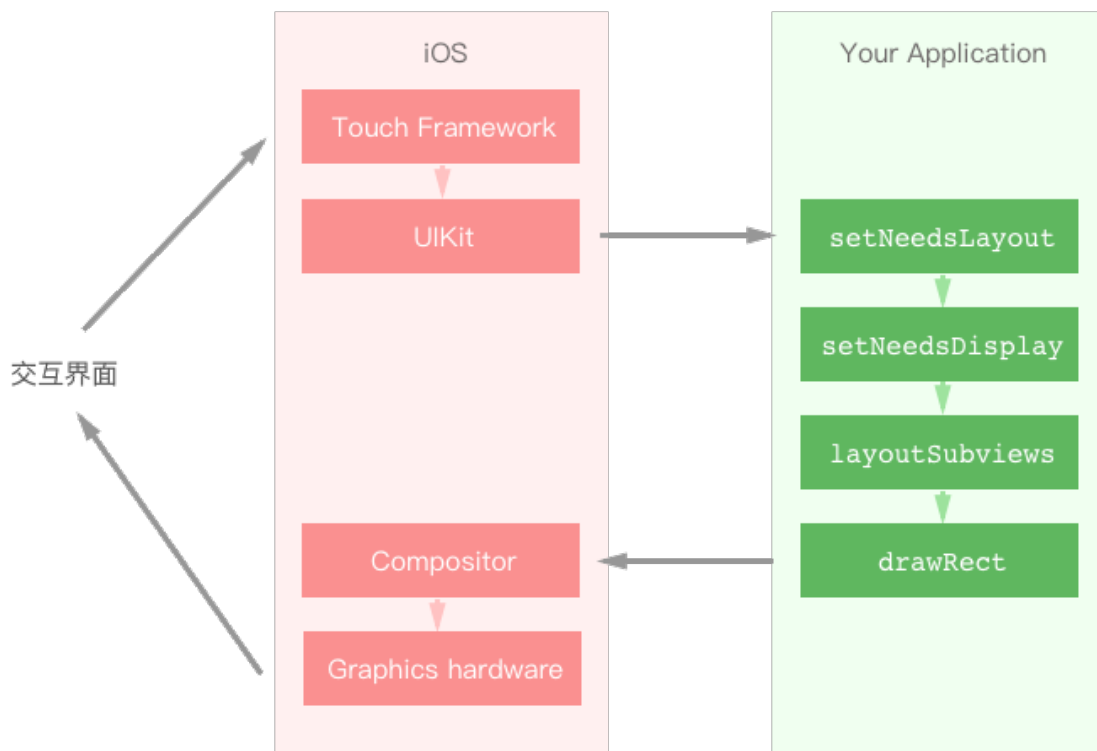 iOS
Your Application
Touch Framework
UIKit
setNeedsLayout
setNeedsDisplay
交互界面
layoutSubviews
Compositor
drawRect
Graphics hardware